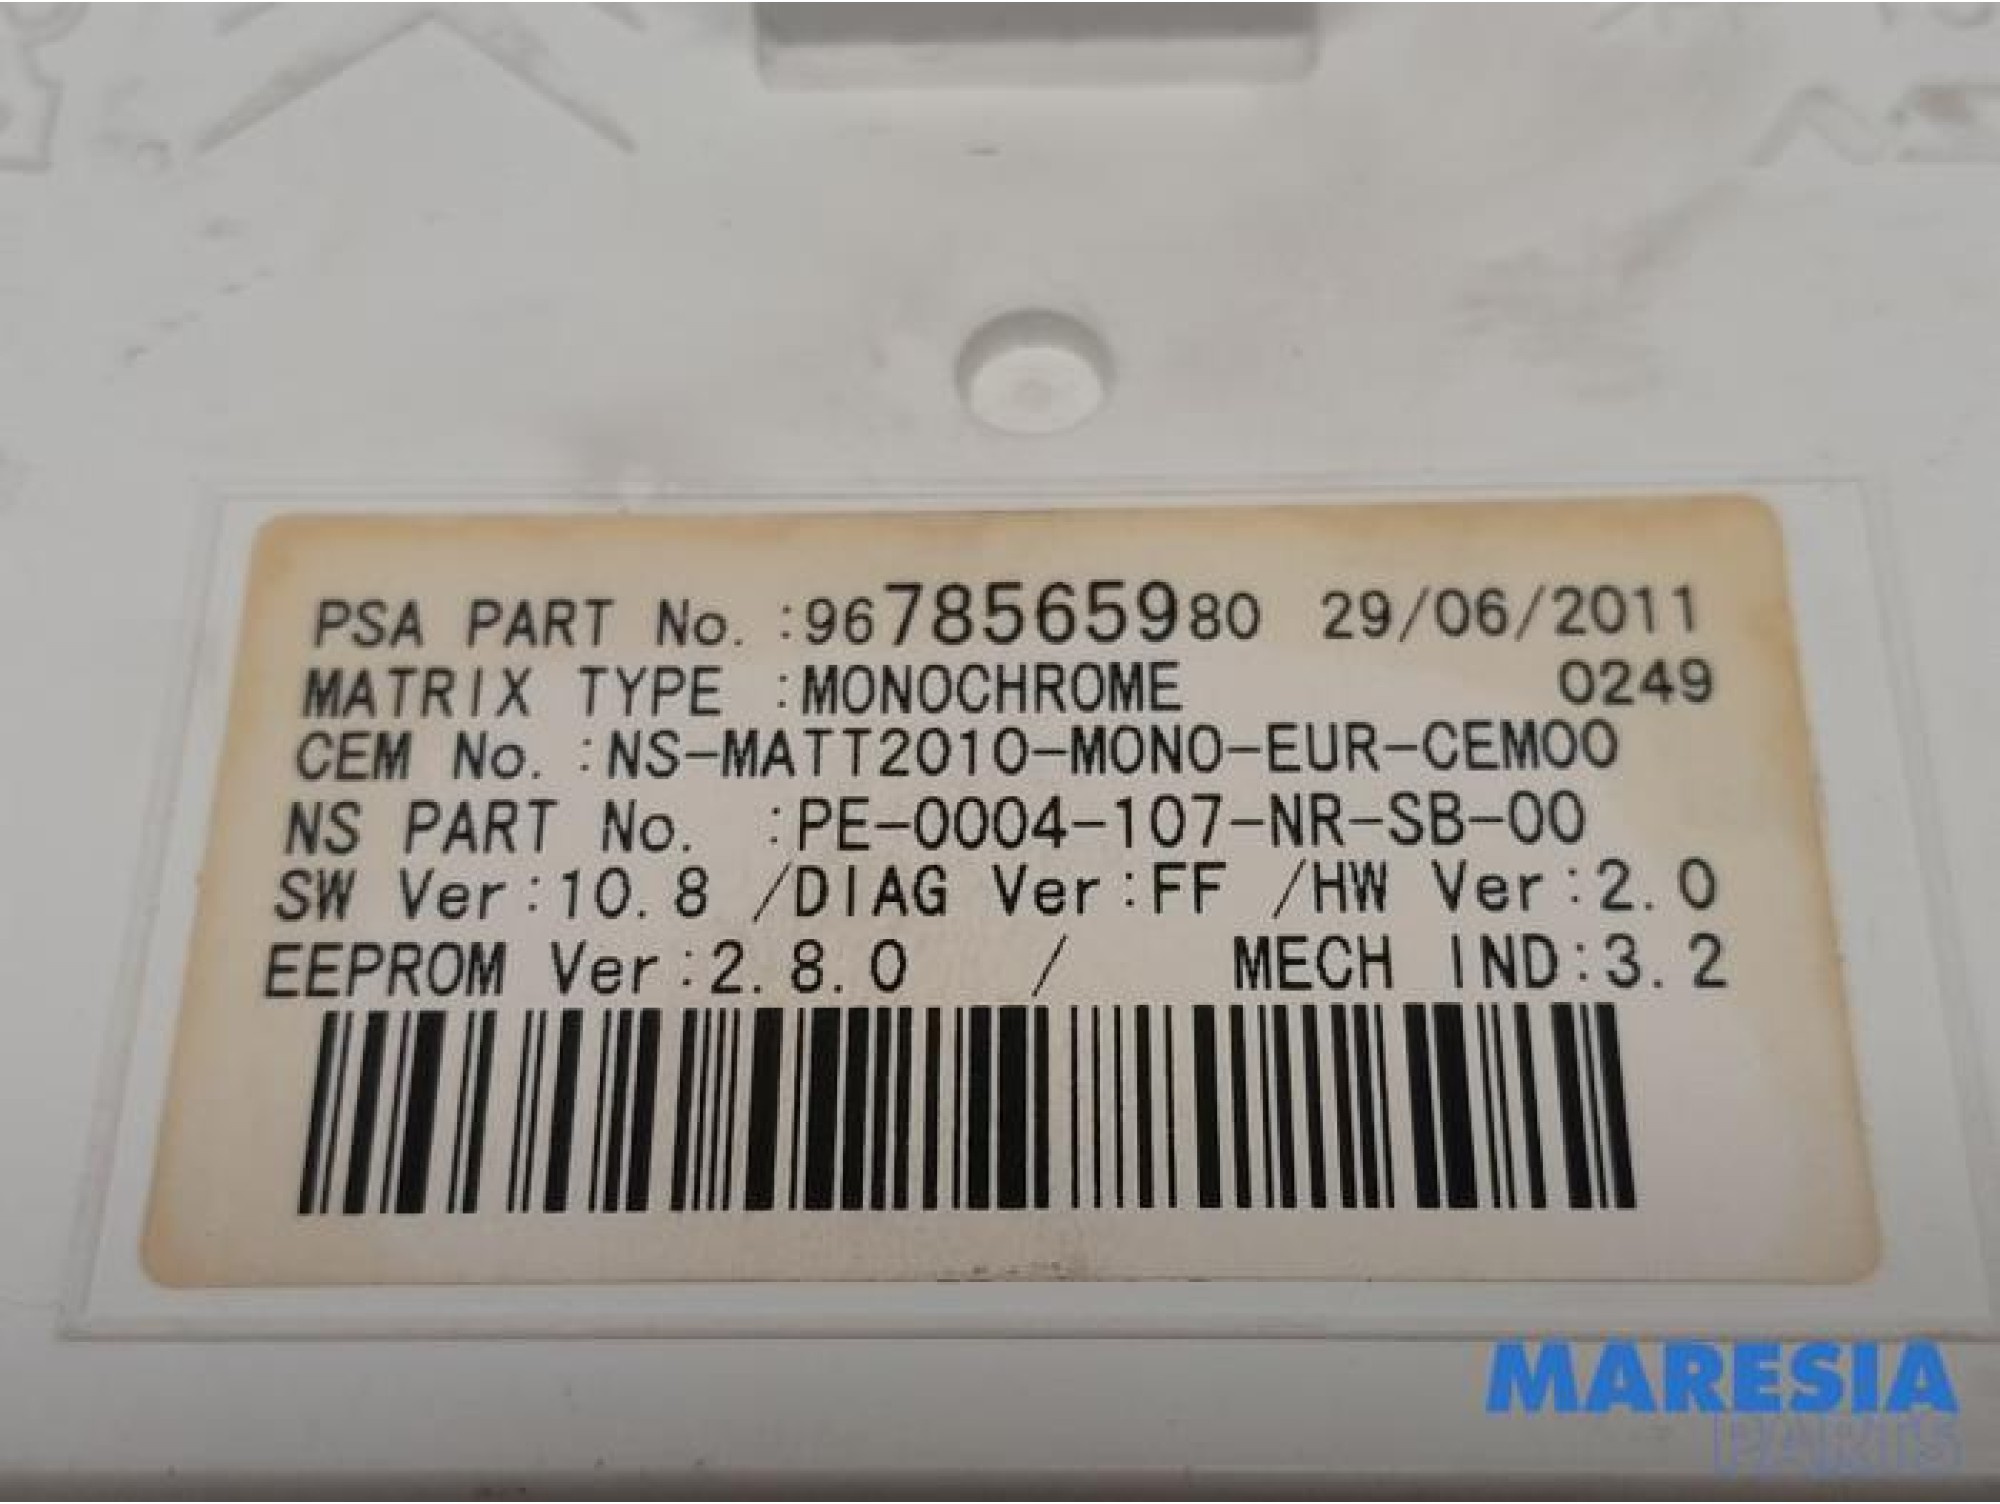 PSA PART No. :9678565980 29/06/2011
MATRIX TYPE :MONOCHROME 0249
CEM No. :NS-MATT2010-MONO-EUR-CEM00
NS PART No. :PE-0004-107-NR-SB-00
SW Ver:10.8 /DIAG Ver:FF /HW Ver:2.0
EEPROM Ver:2.8.0 / MECH IND:3.2
MARESIA
PARTS